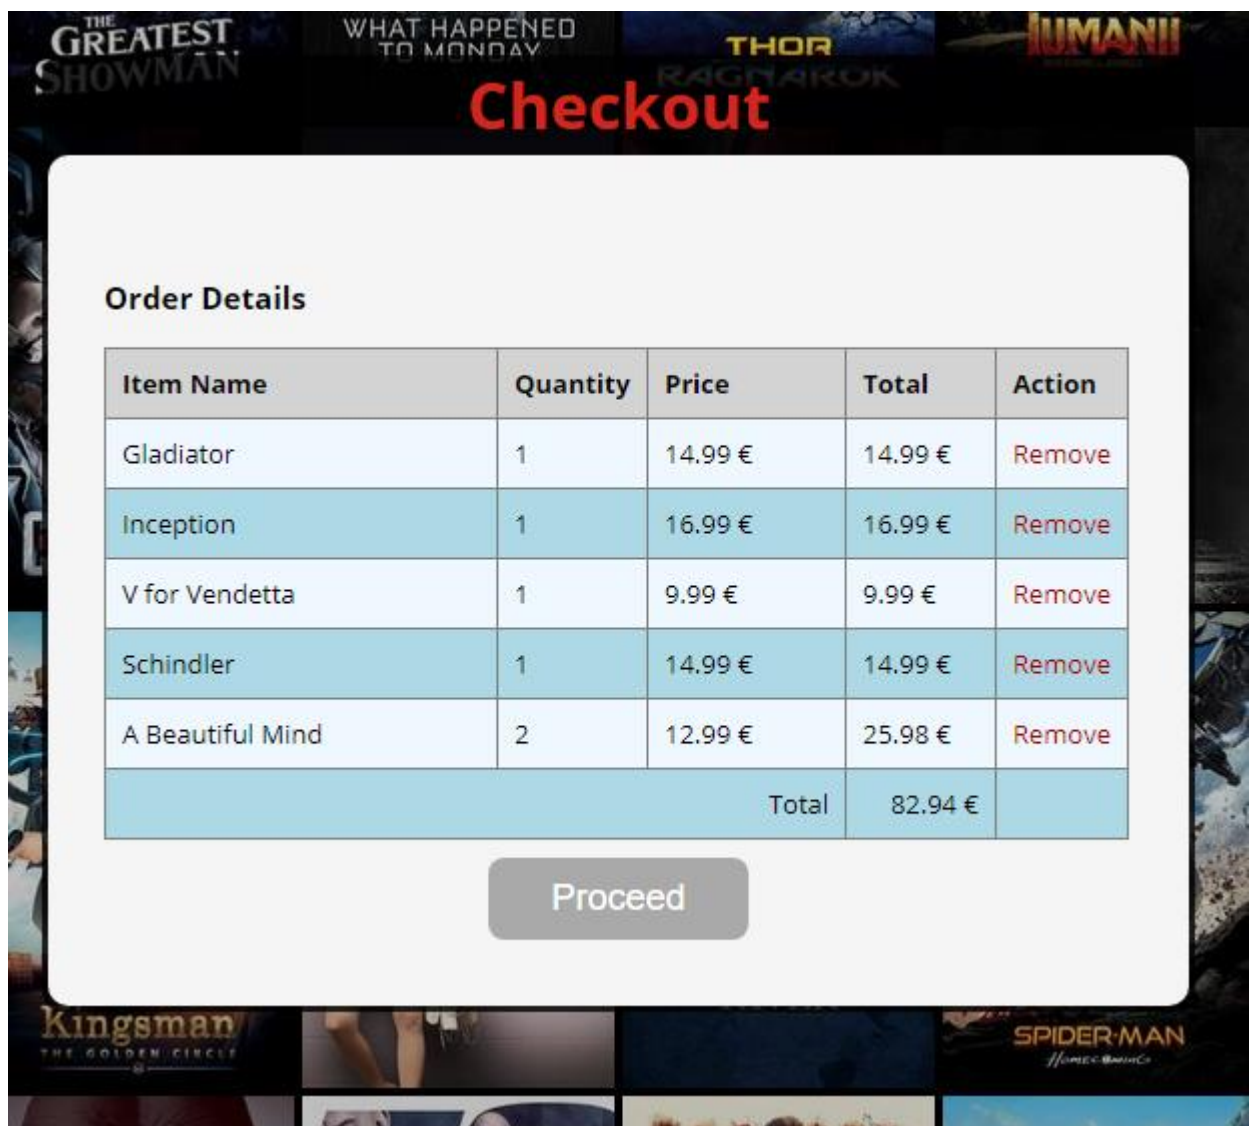 THE
GREATEST
SHOWMAN
WHAT HAPPENED
TO MONDAY
THOR
RAGNAROK
JUMANJI
Checkout
Order Details
Item Name Quantity Price Total Action
Gladiator 1 14.99 € 14.99 € Remove
Inception 1 16.99 € 16.99 € Remove
V for Vendetta 1 9.99 € 9.99 € Remove
Schindler 1 14.99 € 14.99 € Remove
A Beautiful Mind 2 12.99 € 25.98 € Remove
Total 82.94 €
Proceed
Kingsman
THE GOLDEN CIRCLE
SPIDER-MAN
HOMECOMING